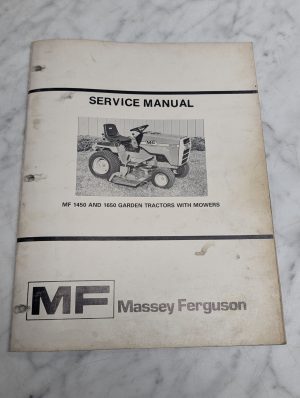 SERVICE MANUAL
MF 1450 AND 1650 GARDEN TRACTORS WITH MOWERS
MF Massey Ferguson